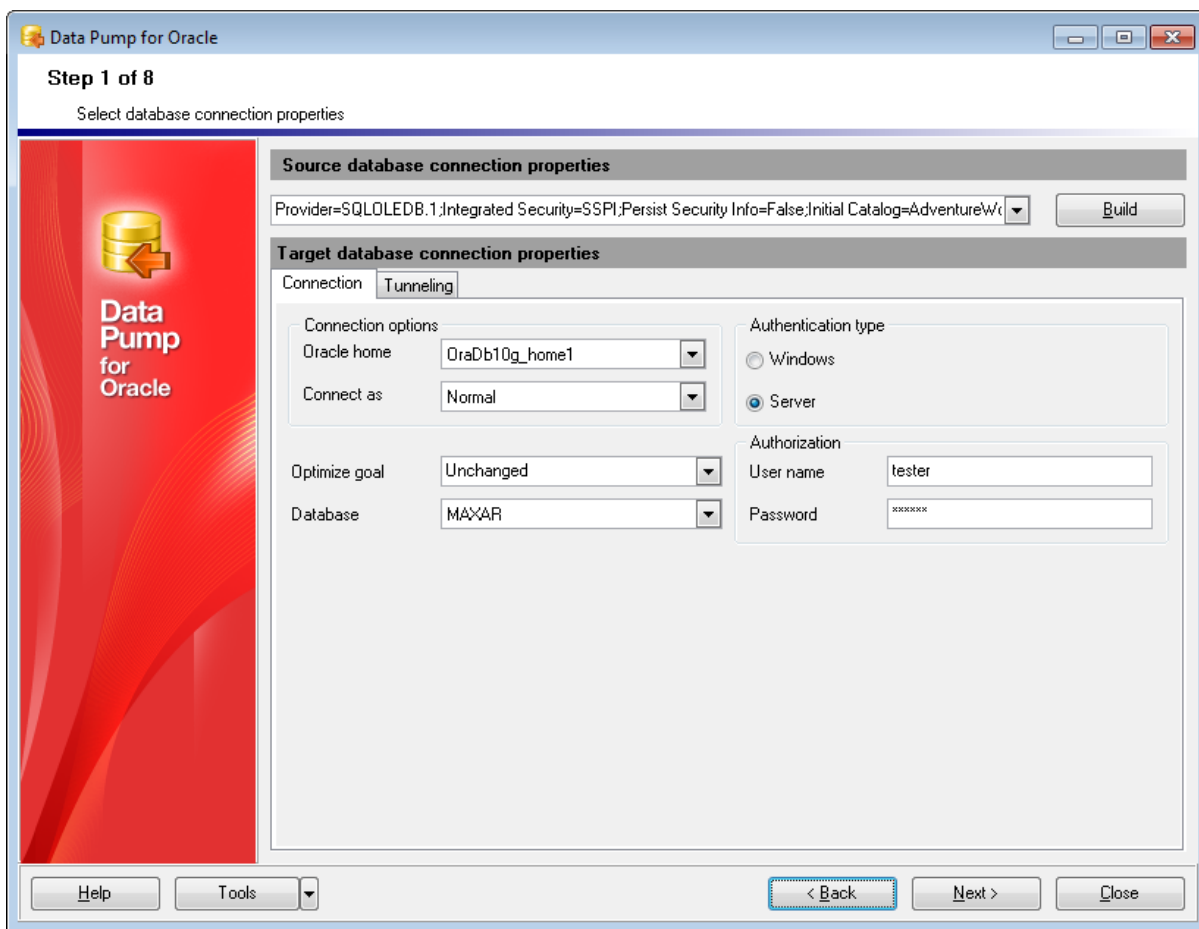 Data Pump for Oracle
Step 1 of 8
Select database connection properties
Data
Pump
for
Oracle
Source database connection properties
Provider=SQLOLEDB.1;Integrated Security=SSPI;Persist Security Info=False;Initial Catalog=AdventureW
Build
Target database connection properties
Connection Tunneling
Connection options
Oracle home OraDb10g_home1
Connect as Normal
Authentication type
Windows
Server
Optimize goal Unchanged
Database MAXAR
Authorization
User name tester
Password ××××××
Help Tools < Back Next > Close